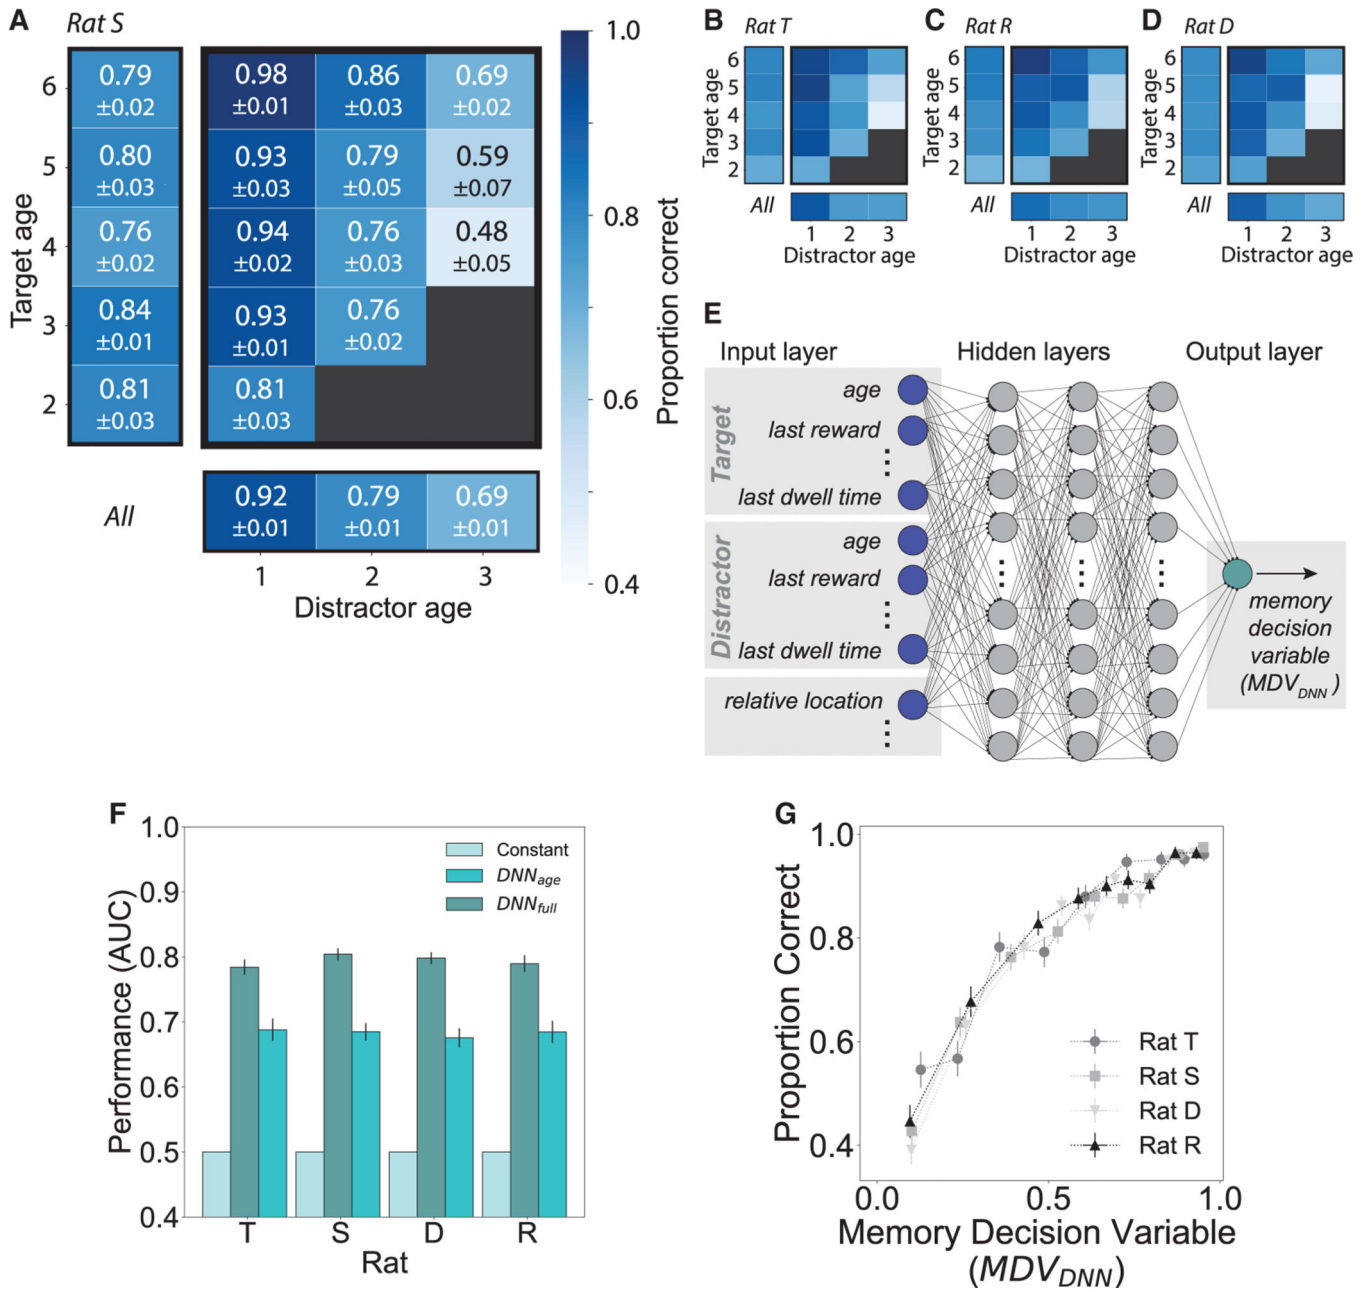 A
Rat S
Target age
6
5
4
3
2
0.79
±0.02
0.80
±0.03
0.76
±0.02
0.84
±0.01
0.81
±0.03
0.98
±0.01
0.86
±0.03
0.69
±0.02
0.93
±0.03
0.79
±0.05
0.59
±0.07
0.94
±0.02
0.76
±0.03
0.48
±0.05
0.93
±0.01
0.76
±0.02
0.81
±0.03
All
0.92
±0.01
0.79
±0.01
0.69
±0.01
1
2
3
Distractor age
1.0
0.8
0.6
0.4
Proportion correct
B
Rat T
Target age
6
5
4
3
2
All
1 2 3
Distractor age
C
Rat R
Target age
6
5
4
3
2
All
1 2 3
Distractor age
D
Rat D
Target age
6
5
4
3
2
All
1 2 3
Distractor age
E
Input layer
Hidden layers
Output layer
Target
age
last reward
last dwell time
Distractor
age
last reward
last dwell time
relative location
memory
decision
variable
(MDV_DNN)
F
Performance (AUC)
1.0
0.9
0.8
0.7
0.6
0.5
0.4
Constant
DNN_age
DNN_full
T S D R
Rat
G
Proportion Correct
1.0
0.8
0.6
0.4
Rat T
Rat S
Rat D
Rat R
0.0 0.5 1.0
Memory Decision Variable
(MDV_DNN)